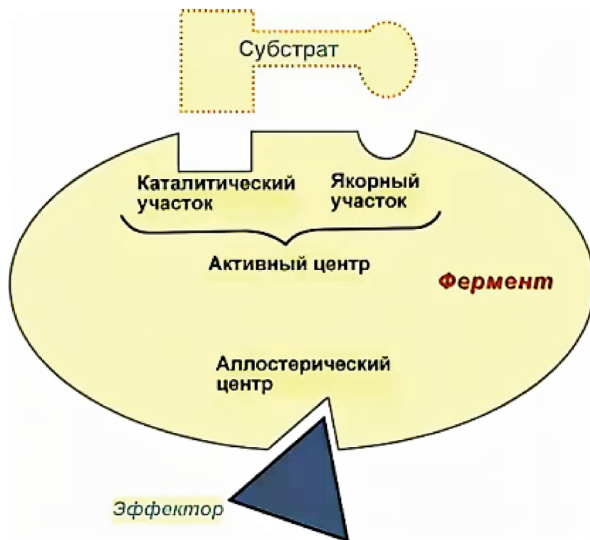 Субстрат
Каталитический
участок
Якорный
участок
Активный центр
Фермент
Аллостерический
центр
Эффектор